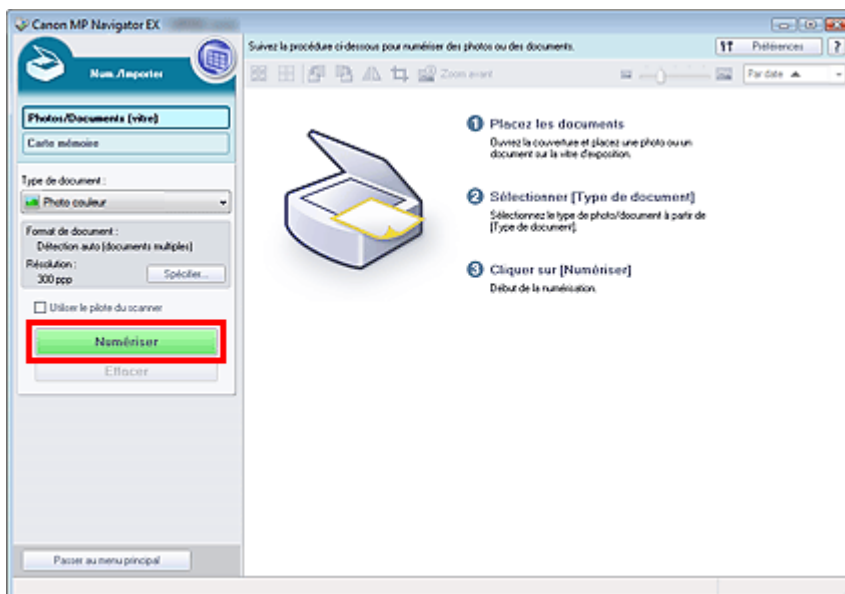 Canon MP Navigator EX
Num./Importer
Suivez la procédure ci-dessous pour numériser des photos ou des documents.
Préférences
?
Zoom avant
Par date
Photos/Documents (vitre)
Carte mémoire
Type de document :
Photo couleur
Format de document :
Détection auto (documents multiples)
Résolution :
300 ppp
Spécifier...
Utiliser le pilote du scanner
Numériser
Effacer
Passer au menu principal
1 Placez les documents
Ouvrez la couverture et placez une photo ou un
document sur la vitre d'exposition.
2 Sélectionner [Type de document]
Sélectionnez le type de photo/document à partir de
[Type de document].
3 Cliquer sur [Numériser]
Début de la numérisation.